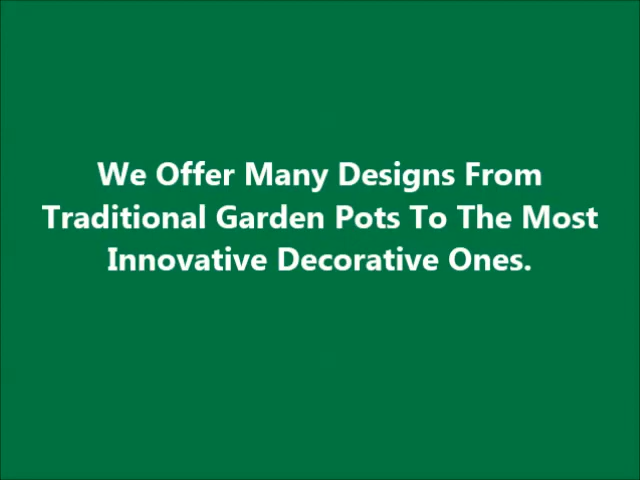 We Offer Many Designs From
Traditional Garden Pots To The Most
Innovative Decorative Ones.